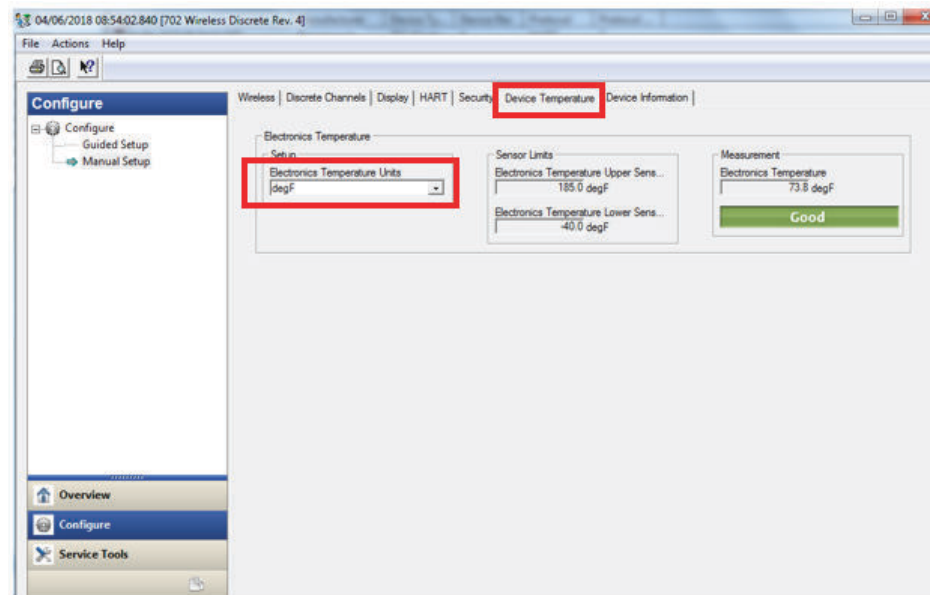 04/06/2018 08:54:02.840 [702 Wireless Discrete Rev. 4]
File Actions Help
Configure
Configure
Guided Setup
Manual Setup
Overview
Configure
Service Tools
Wireless | Discrete Channels | Display | HART | Security Device Temperature Device Information |
Electronics Temperature
Setup
Electronics Temperature Units
degF
Sensor Limits
Electronics Temperature Upper Sens...
185.0 degF
Electronics Temperature Lower Sens...
-40.0 degF
Measurement
Electronics Temperature
73.8 degF
Good